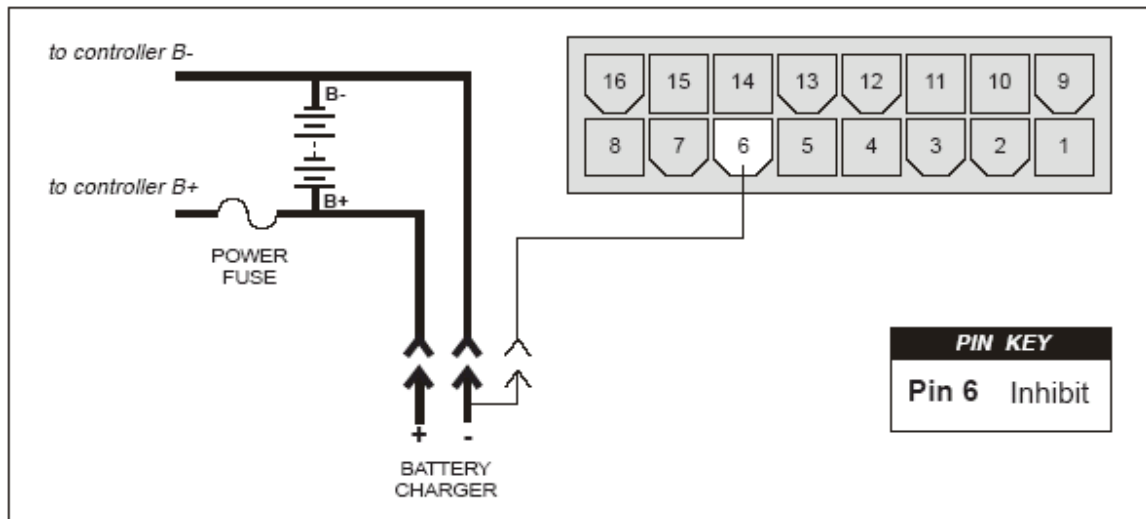 to controller B-
B-
to controller B+
B+
POWER
FUSE
+ -
BATTERY
CHARGER
16 15 14 13 12 11 10 9
8 7 6 5 4 3 2 1
PIN KEY
Pin 6 Inhibit